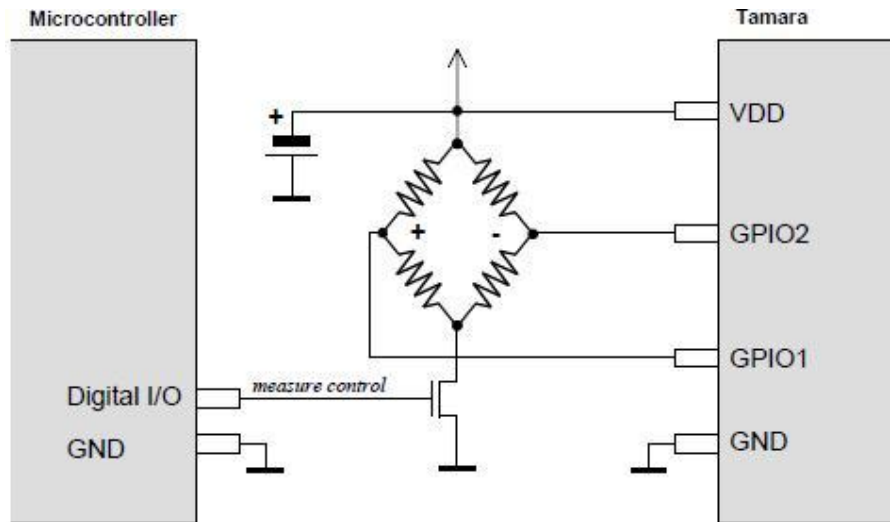 Microcontroller
Tamara
+
VDD
+ -
GPIO2
GPIO1
Digital I/O
measure control
GND
GND